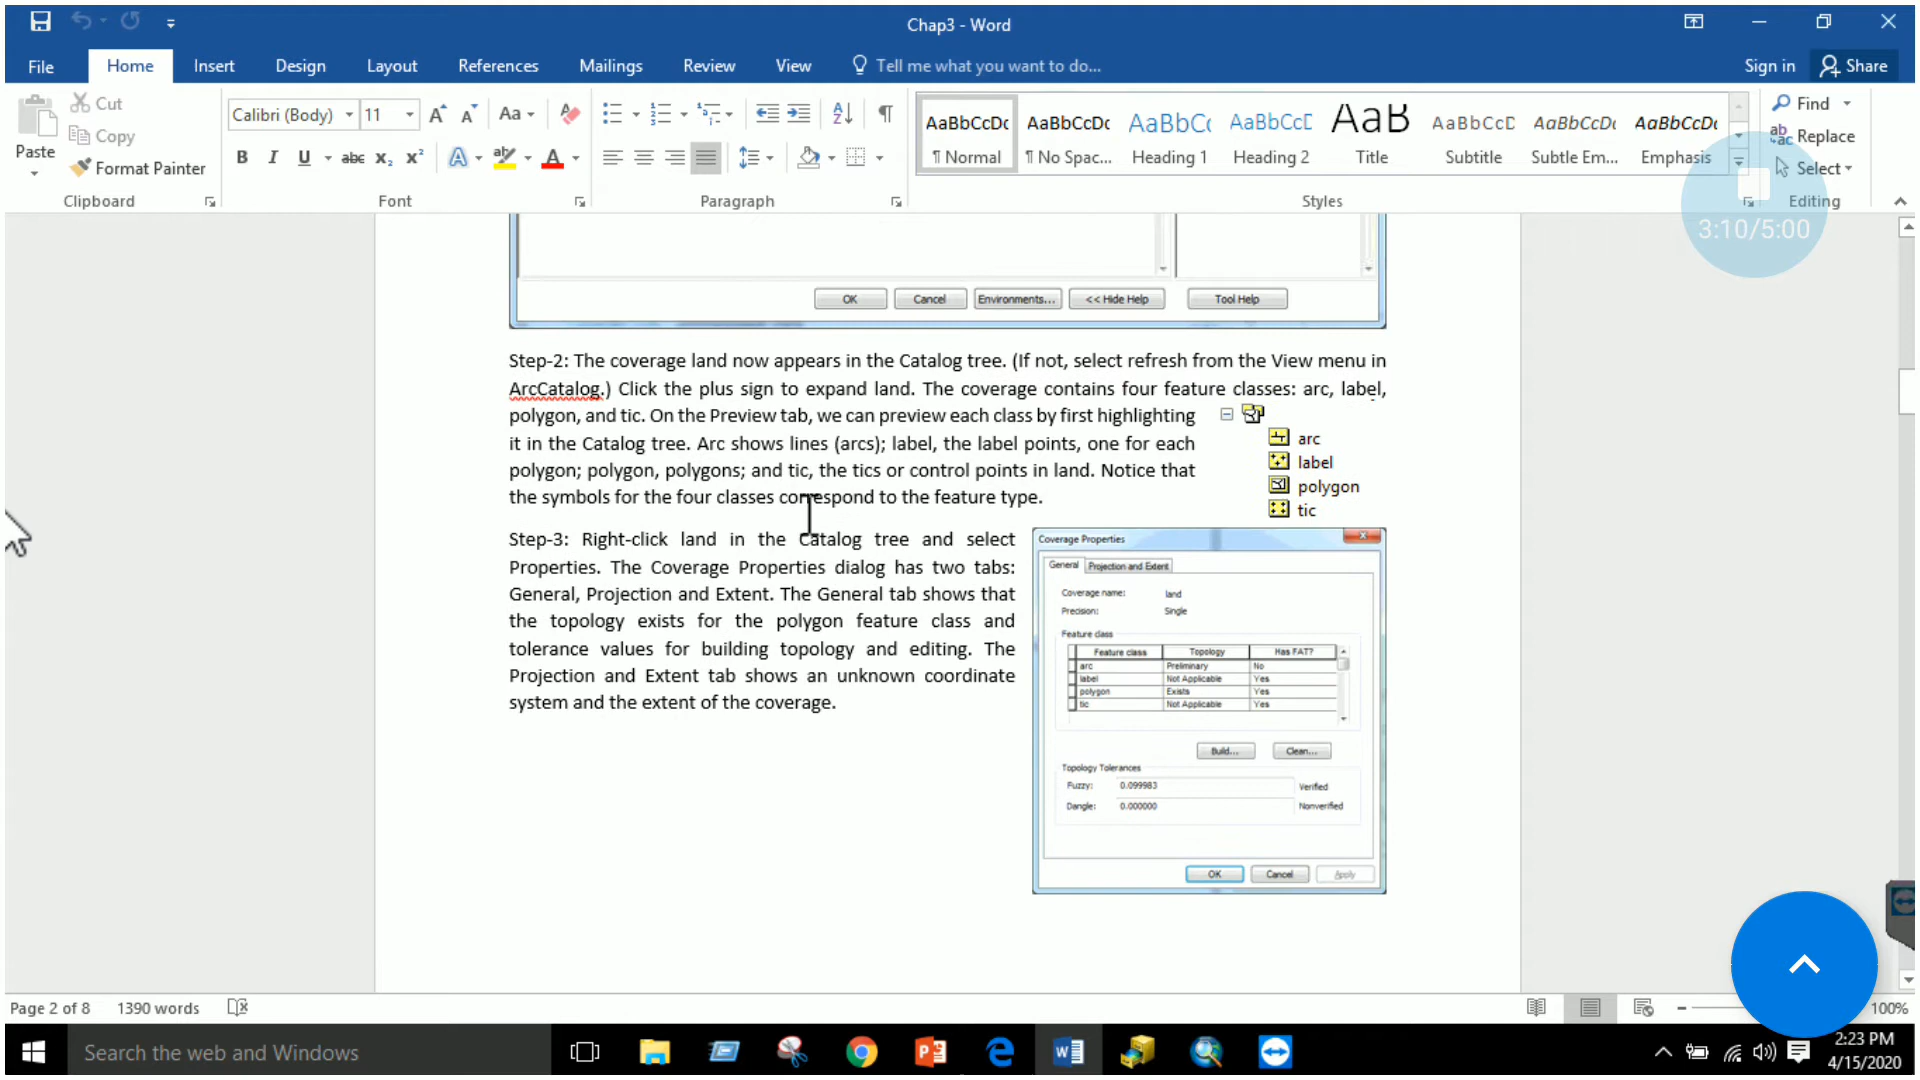 Chap3 - Word
File
Home
Insert
Design
Layout
References
Mailings
Review
View
Tell me what you want to do...
Sign in
Share
Paste
Cut
Copy
Format Painter
Clipboard
Calibri (Body)
11
Aa
B I U abc x₂ x²
A
A
Font
Paragraph
AaBbCcDc
¶ Normal
AaBbCcDc
¶ No Spac...
AaBbC
Heading 1
AaBbCcE
Heading 2
AaB
Title
AaBbCcD
Subtitle
AaBbCcDc
Subtle Em...
AaBbCcDc
Emphasis
Styles
Find
Replace
Select
Editing
3:10/5:00
OK
Cancel
Environments...
<< Hide Help
Tool Help
Step-2: The coverage land now appears in the Catalog tree. (If not, select refresh from the View menu in
ArcCatalog.) Click the plus sign to expand land. The coverage contains four feature classes: arc, label,
polygon, and tic. On the Preview tab, we can preview each class by first highlighting
it in the Catalog tree. Arc shows lines (arcs); label, the label points, one for each
polygon; polygon, polygons; and tic, the tics or control points in land. Notice that
the symbols for the four classes correspond to the feature type.
arc
label
polygon
tic
Step-3: Right-click land in the Catalog tree and select
Properties. The Coverage Properties dialog has two tabs:
General, Projection and Extent. The General tab shows that
the topology exists for the polygon feature class and
tolerance values for building topology and editing. The
Projection and Extent tab shows an unknown coordinate
system and the extent of the coverage.
Coverage Properties
General
Projection and Extent
Coverage name: land
Precision: Single
Feature class
Feature class Topology Has FAT?
arc Preliminary No
label Not Applicable Yes
polygon Exists Yes
tic Not Applicable Yes
Build...
Clean...
Topology Tolerances
Fuzzy: 0.099983 Verified
Dangle: 0.000000 Nonverified
OK
Cancel
Apply
Page 2 of 8
1390 words
100%
Search the web and Windows
2:23 PM
4/15/2020